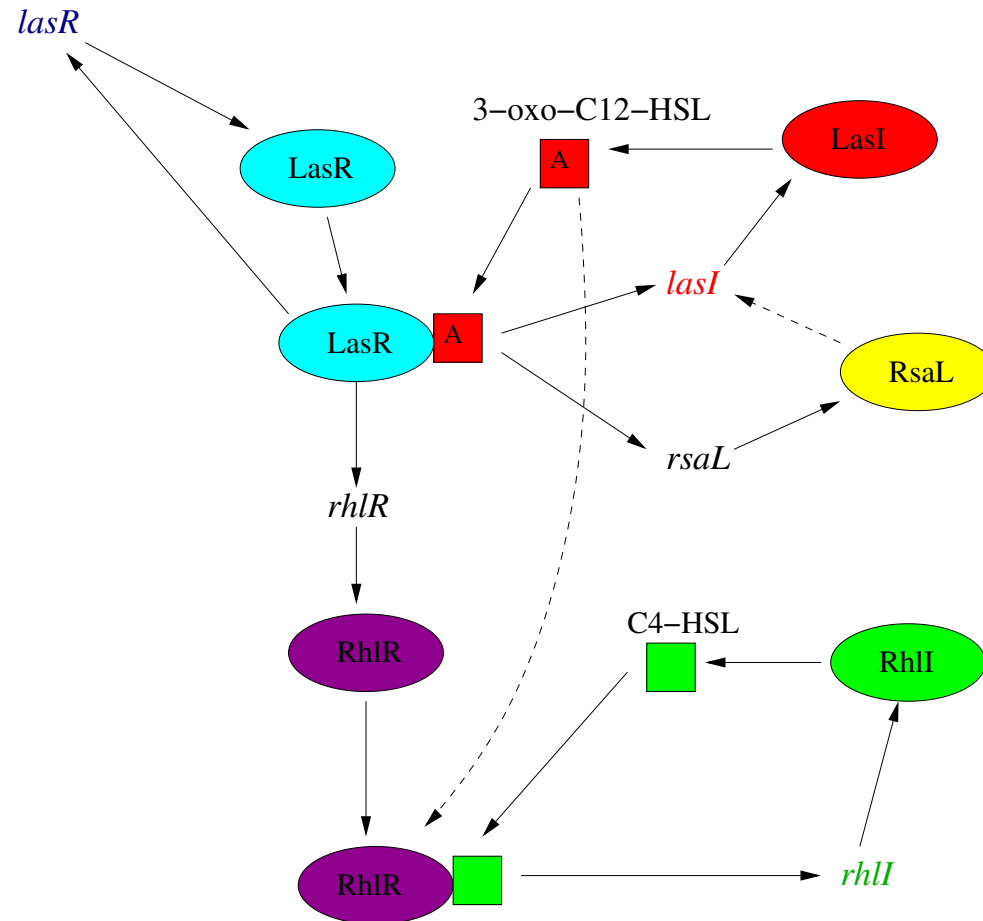 lasR
3−oxo−C12−HSL
LasI
A
LasR
lasI
LasR
A
RsaL
rsaL
rhlR
C4−HSL
RhlR
RhlI
RhlR
rhlI